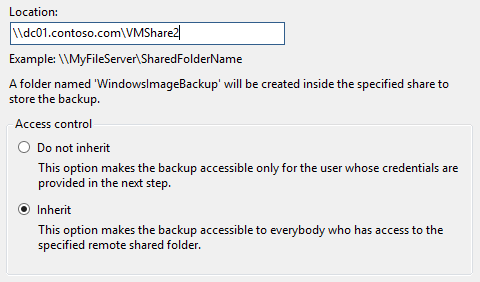 Location:
\\dc01.contoso.com\VMShare2
Example: \\MyFileServer\SharedFolderName
A folder named 'WindowsImageBackup' will be created inside the specified share to
store the backup.
Access control
Do not inherit
This option makes the backup accessible only for the user whose credentials are
provided in the next step.
Inherit
This option makes the backup accessible to everybody who has access to the
specified remote shared folder.